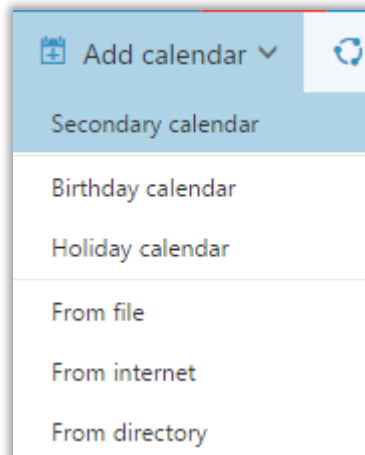 Add calendar
Secondary calendar
Birthday calendar
Holiday calendar
From file
From internet
From directory